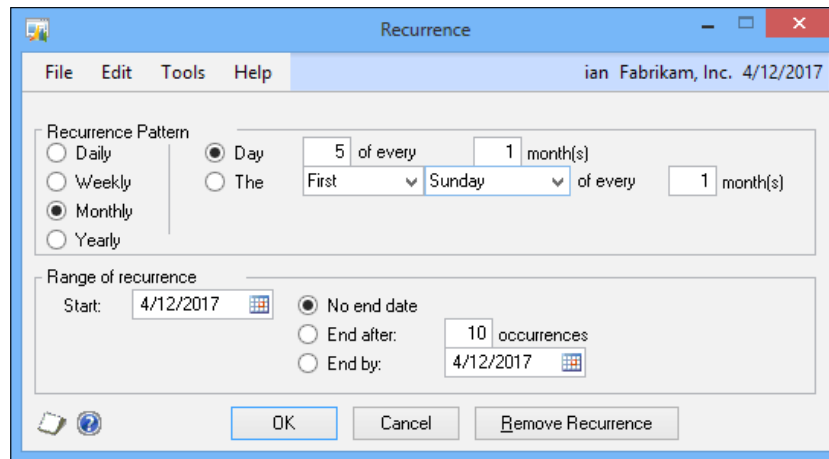 Recurrence
File Edit Tools Help ian Fabrikam, Inc. 4/12/2017
Recurrence Pattern
Daily Day 5 of every 1 month(s)
Weekly The First Sunday of every 1 month(s)
Monthly
Yearly
Range of recurrence
Start: 4/12/2017 No end date
End after: 10 occurrences
End by: 4/12/2017
OK Cancel Remove Recurrence